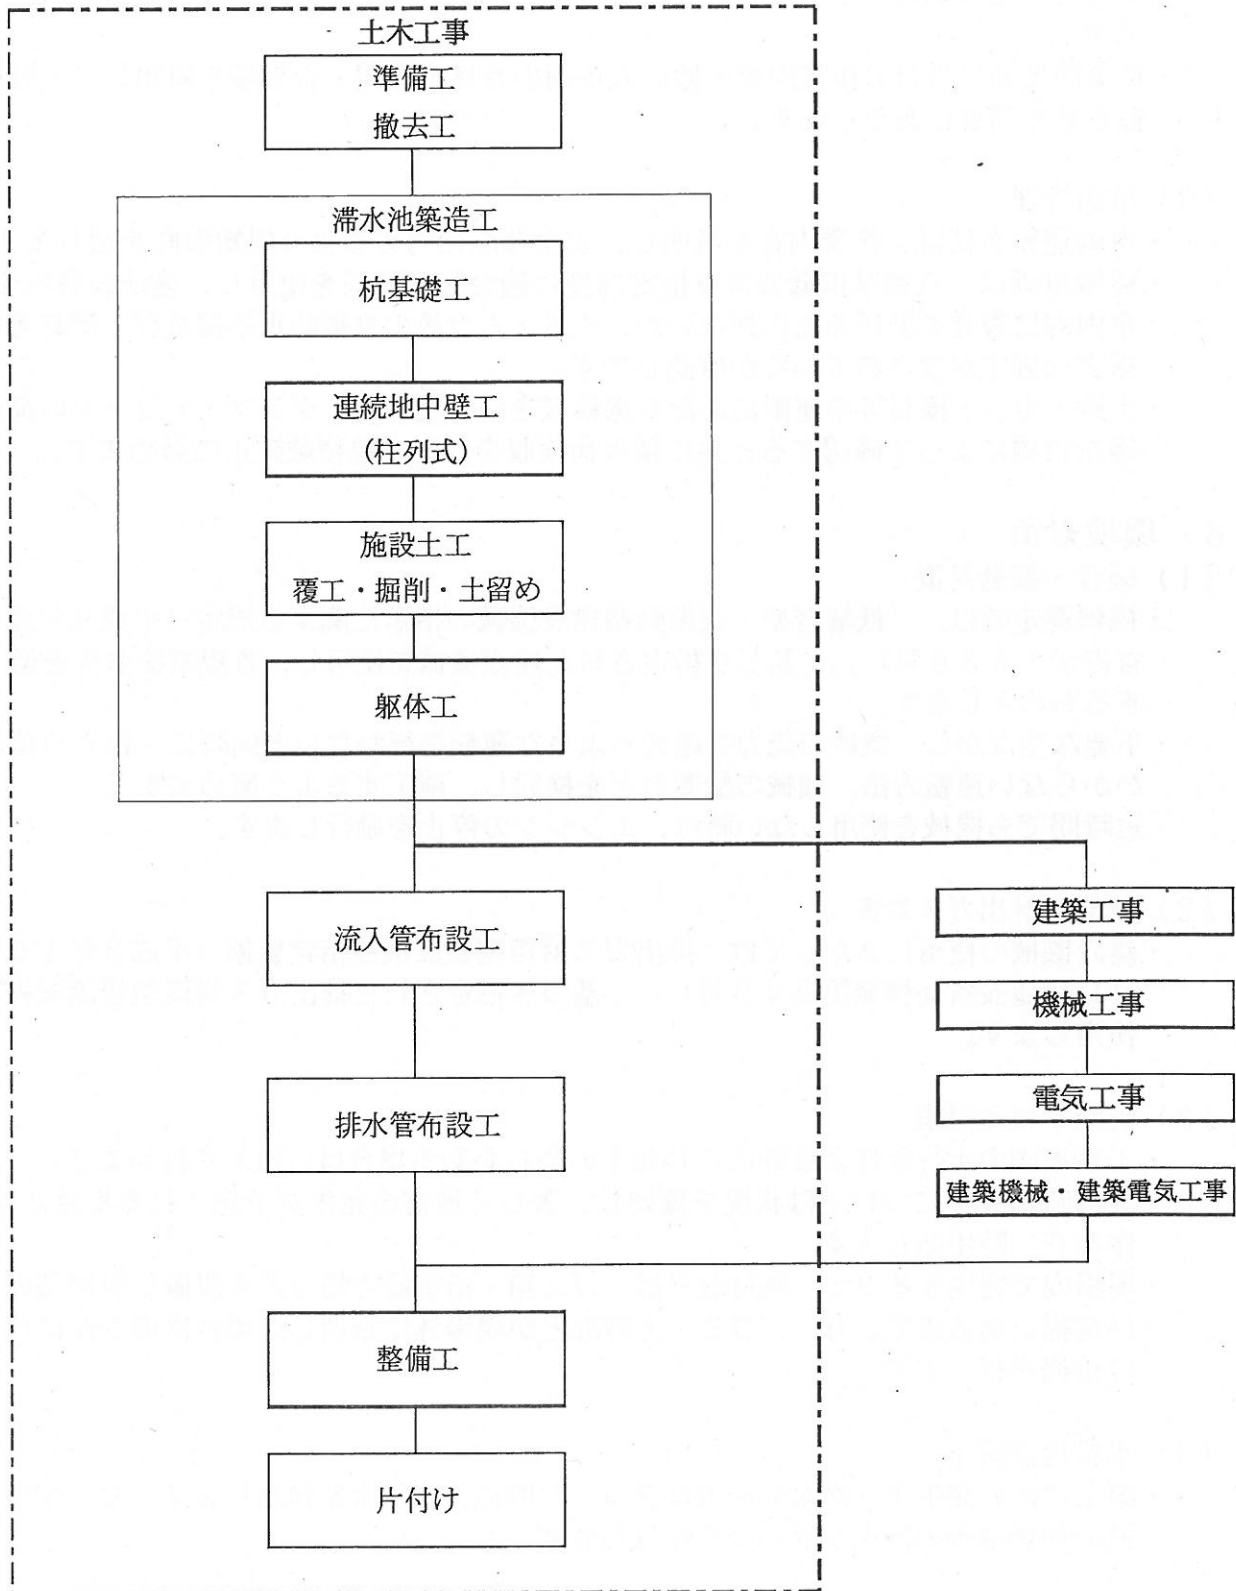 土木工事
準備工
撤去工
滞水池築造工
杭基礎工
連続地中壁工
(柱列式)
施設土工
覆工・掘削・土留め
躯体工
流入管布設工
排水管布設工
整備工
片付け
建築工事
機械工事
電気工事
建築機械・建築電気工事